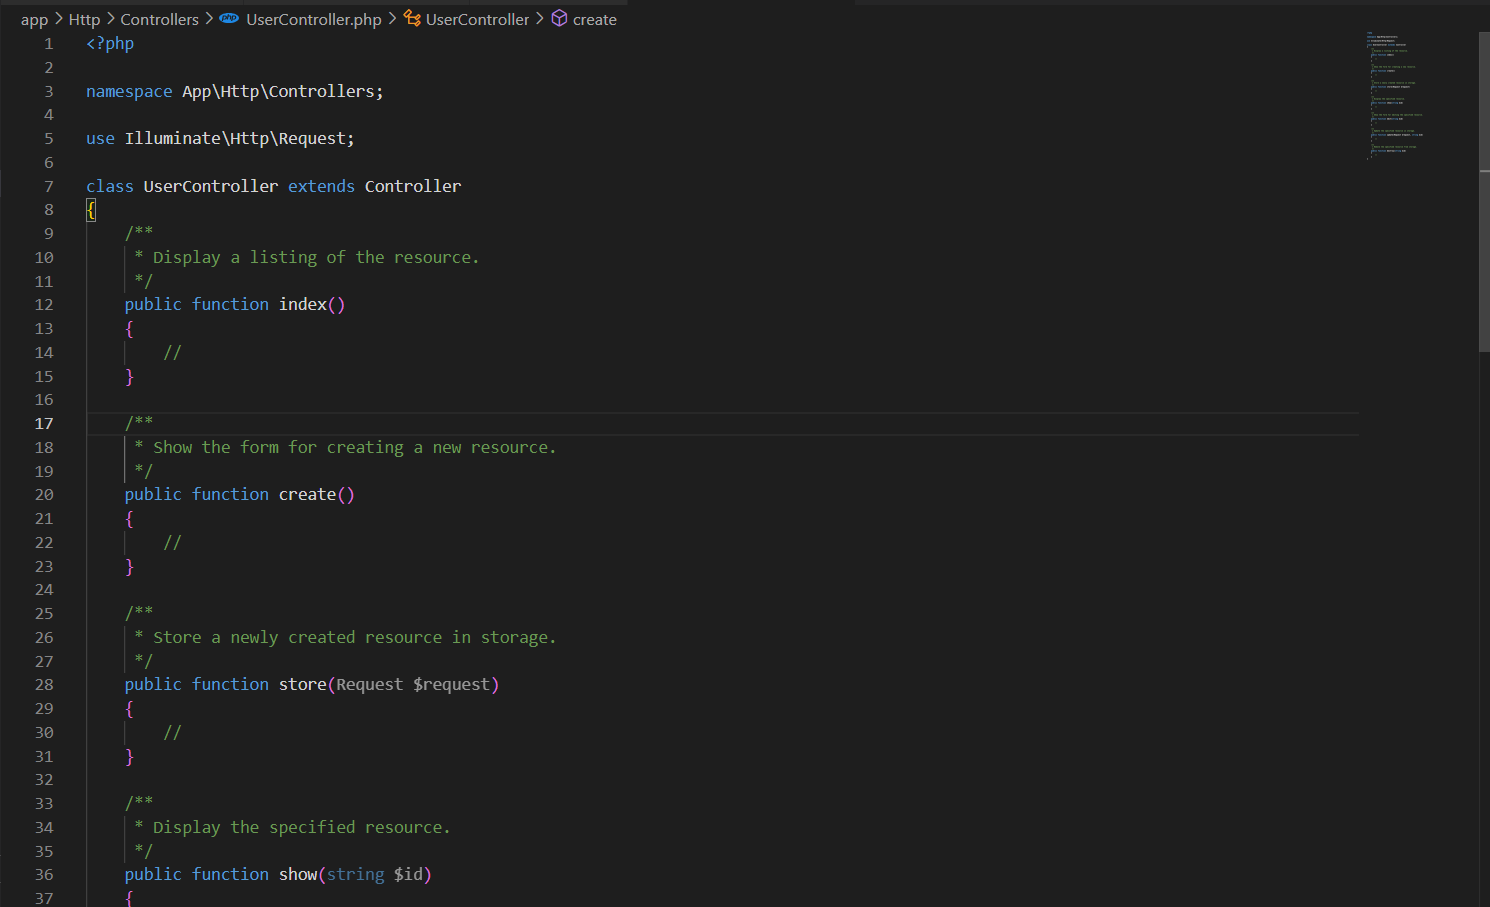 app > Http > Controllers > php UserController.php > UserController > create
1 <?php
2
3 namespace App\Http\Controllers;
4
5 use Illuminate\Http\Request;
6
7 class UserController extends Controller
8 {
9 /**
10 * Display a listing of the resource.
11 */
12 public function index()
13 {
14 //
15 }
16
17 /**
18 * Show the form for creating a new resource.
19 */
20 public function create()
21 {
22 //
23 }
24
25 /**
26 * Store a newly created resource in storage.
27 */
28 public function store(Request $request)
29 {
30 //
31 }
32
33 /**
34 * Display the specified resource.
35 */
36 public function show(string $id)
37 {